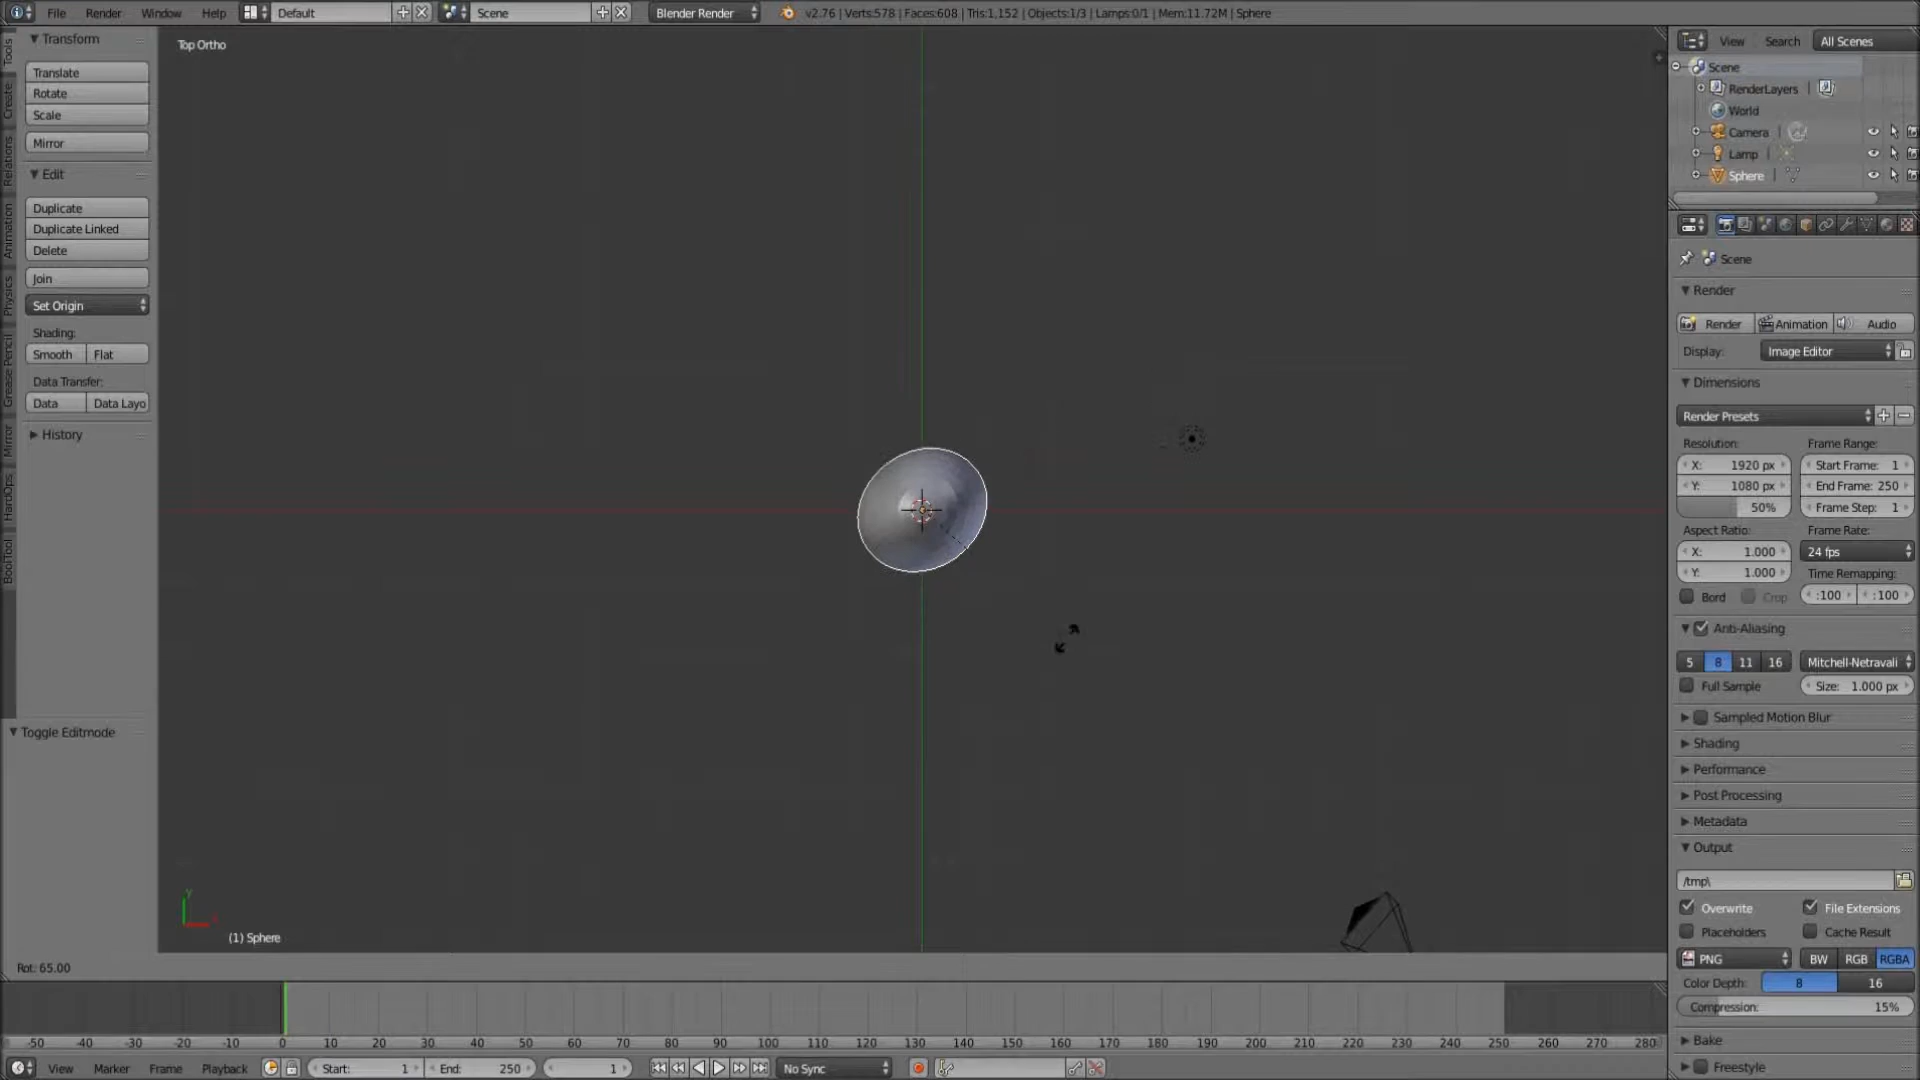 File Render Window Help Default Scene Blender Render v2.76 | Verts:578 | Faces:608 | Tris:1,152 | Objects:1/3 | Lamps:0/1 | Mem:11.72M | Sphere
Tools
Create
Relations
Animation
Physics
Grease Pencil
Mirror
HardOps
BoolTool
Transform
Translate
Rotate
Scale
Mirror
Edit
Duplicate
Duplicate Linked
Delete
Join
Set Origin
Shading:
Smooth Flat
Data Transfer:
Data Data Layo
History
Toggle Editmode
Top Ortho
Y
(1) Sphere
Rot: 65.00
View Search All Scenes
Scene
RenderLayers
World
Camera
Lamp
Sphere
Scene
Render
Render Animation Audio
Display: Image Editor
Dimensions
Render Presets
Resolution: Frame Range:
X: 1920 px Start Frame: 1
Y: 1080 px End Frame: 250
50% Frame Step: 1
Aspect Ratio: Frame Rate:
X: 1.000 24 fps
Y: 1.000 Time Remapping:
Bord Crop :100 :100
Anti-Aliasing
5 8 11 16 Mitchell-Netravali
Full Sample Size: 1.000 px
Sampled Motion Blur
Shading
Performance
Post Processing
Metadata
Output
/tmp\
Overwrite File Extensions
Placeholders Cache Result
PNG BW RGB RGBA
Color Depth: 8 16
Compression: 15%
Bake
Freestyle
-50 -40 -30 -20 -10 0 10 20 30 40 50 60 70 80 90 100 110 120 130 140 150 160 170 180 190 200 210 220 230 240 250 260 270 280
View Marker Frame Playback Start: 1 End: 250 1 No Sync